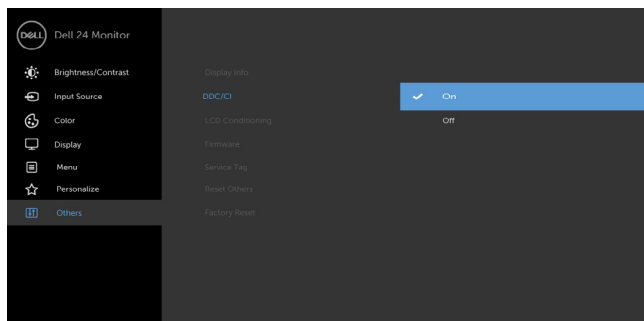 DELL Dell 24 Monitor
Brightness/Contrast
Input Source
Color
Display
Menu
Personalize
Others
Display Info
DDC/CI
LCD Conditioning
Firmware
Service Tag
Reset Others
Factory Reset
On
Off